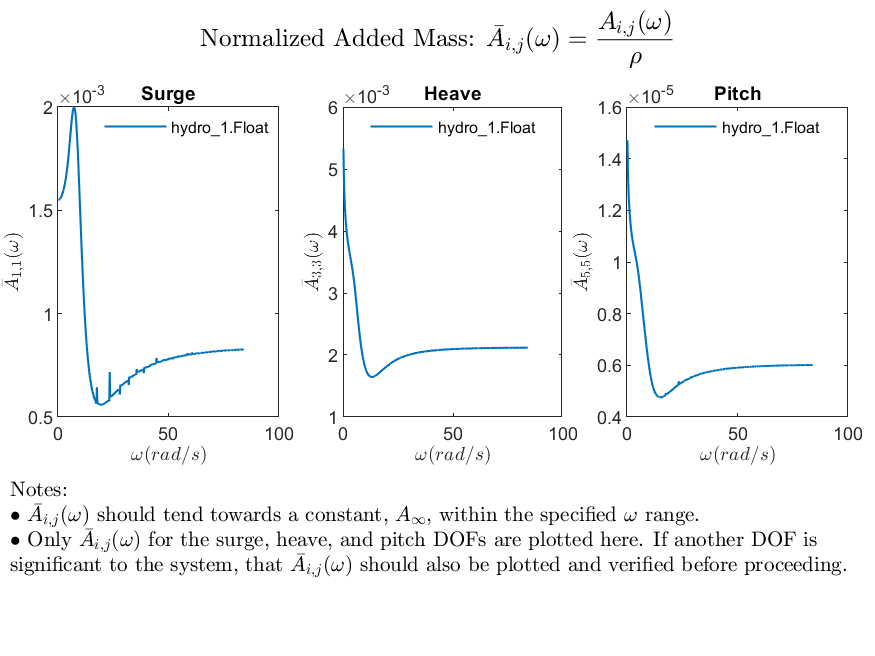 Normalized Added Mass: Ā_{i,j}(ω) = A_{i,j}(ω) / ρ
×10^-3 Surge
×10^-3 Heave
×10^-5 Pitch
hydro_1.Float
hydro_1.Float
hydro_1.Float
2
1.5
1
0.5
Ā_{1,1}(ω)
0 50 100
ω(rad/s)
6
5
4
3
2
1
Ā_{3,3}(ω)
0 50 100
ω(rad/s)
1.6
1.4
1.2
1
0.8
0.6
0.4
Ā_{5,5}(ω)
0 50 100
ω(rad/s)
Notes:
• Ā_{i,j}(ω) should tend towards a constant, A_∞, within the specified ω range.
• Only Ā_{i,j}(ω) for the surge, heave, and pitch DOFs are plotted here. If another DOF is
significant to the system, that Ā_{i,j}(ω) should also be plotted and verified before proceeding.